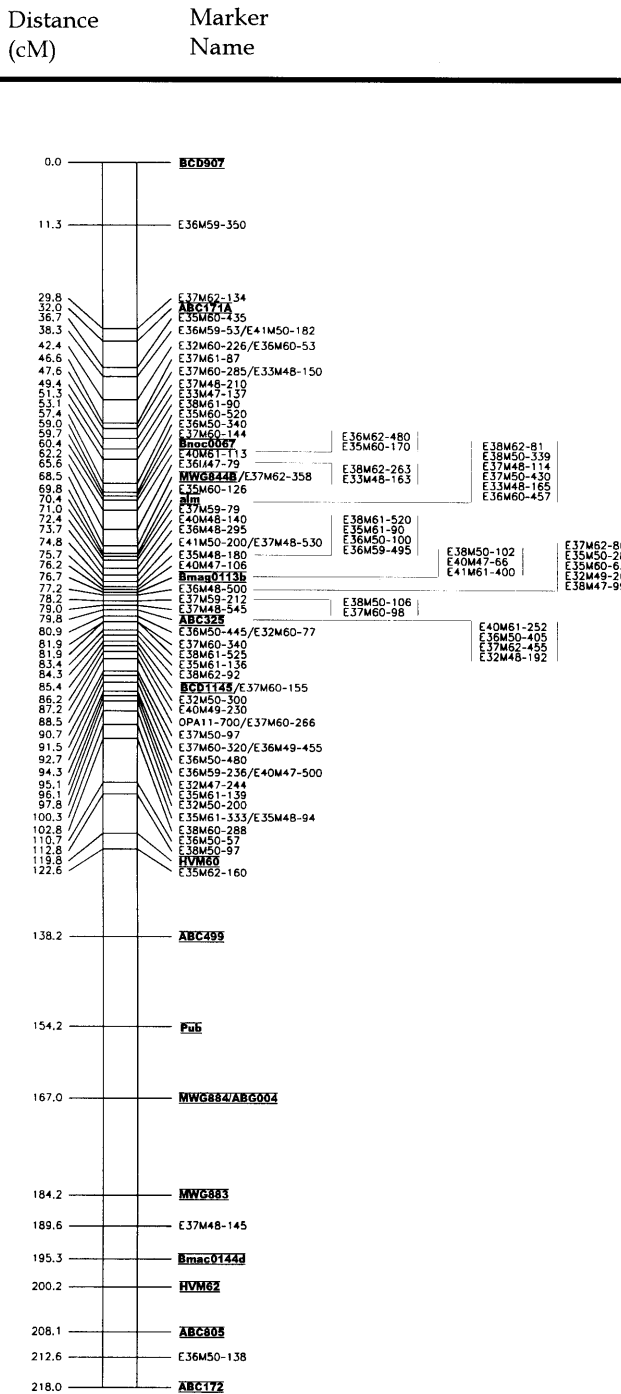 Distance Marker
(cM) Name
0.0 BCD907
11.3 E36M59-350
29.8 E37M62-134
32.0 ABC171A
36.7 E35M60-435
38.3 E36M59-53/E41M50-182
42.4 E32M60-226/E36M60-53
46.6 E37M61-87
47.6 E37M60-285/E33M48-150
49.4 E37M48-210
51.3 E33M47-137
53.1 E38M61-90
57.4 E35M60-520
59.0 E36M50-340
59.7 E37M60-144
60.4 Bnoc0067
62.2 E40M61-113
65.6 E36M47-79
68.5 MWG844B/E37M62-358
69.8 E35M60-126
70.4 alm
71.0 E37M59-79
72.4 E40M48-140
73.7 E36M48-295
74.8 E41M50-200/E37M48-530
75.7 E35M48-180
76.2 E40M47-106
76.7 Bmag0113b
77.2 E36M48-500
78.2 E37M59-212
79.0 E37M48-545
79.8 ABC325
80.9 E36M50-445/E32M60-77
81.9 E37M60-340
81.9 E38M61-525
83.4 E35M61-136
84.3 E38M62-92
85.4 BCD1145/E37M60-155
86.2 E32M50-300
87.2 E40M49-230
88.5 OPA11-700/E37M60-266
90.7 E37M50-97
91.5 E37M60-320/E36M49-455
92.7 E36M50-480
94.3 E36M59-236/E40M47-500
95.1 E32M47-244
96.1 E35M61-139
97.8 E32M50-200
100.3 E35M61-333/E35M48-94
102.8 E38M60-288
110.7 E36M50-57
112.8 E38M50-97
119.8 HVM60
122.6 E35M62-160
138.2 ABC499
154.2 Pub
167.0 MWG884/ABG004
184.2 MWG883
189.6 E37M48-145
195.3 Bmac0144d
200.2 HVM62
208.1 ABC805
212.6 E36M50-138
218.0 ABC172
E36M62-480
E35M60-170
E38M62-263
E33M48-163
E38M62-81
E38M50-339
E37M48-114
E37M50-430
E33M48-165
E36M60-457
E38M61-520
E35M61-90
E36M50-100
E36M59-495
E38M50-102
E40M47-66
E41M61-400
E38M50-106
E37M60-98
E40M61-252
E36M50-405
E37M62-455
E32M48-192